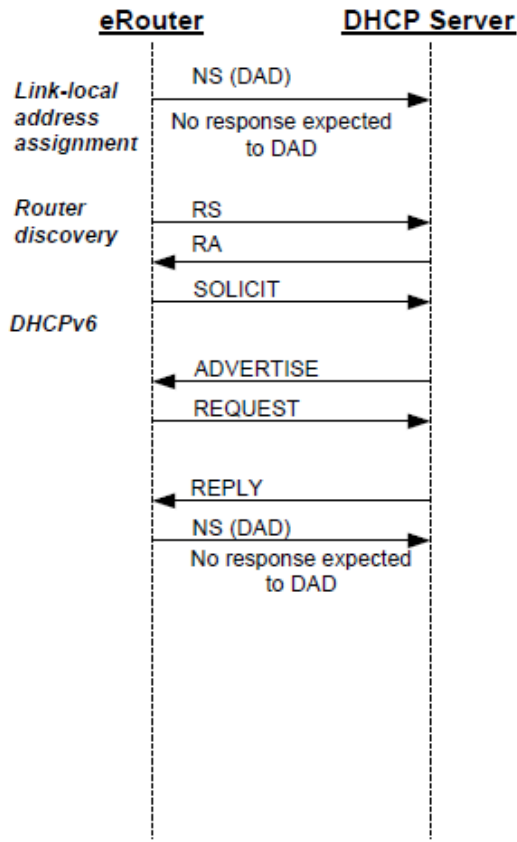 eRouter
DHCP Server
Link-local
address
assignment
NS (DAD)
No response expected
to DAD
Router
discovery
RS
RA
SOLICIT
DHCPv6
ADVERTISE
REQUEST
REPLY
NS (DAD)
No response expected
to DAD